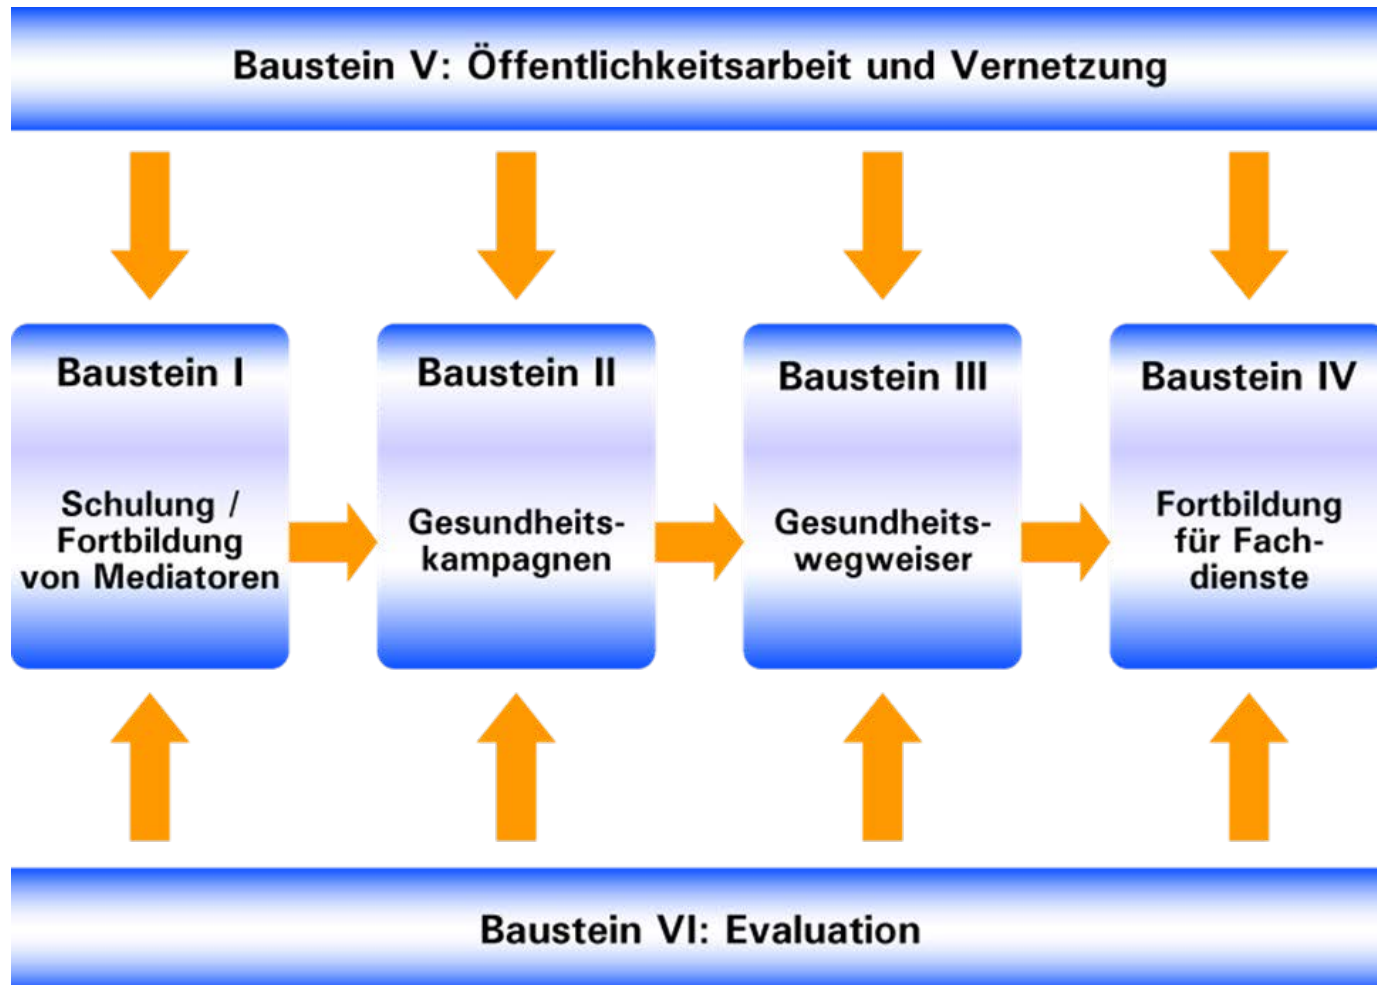 Baustein V: Öffentlichkeitsarbeit und Vernetzung
Baustein I
Schulung /
Fortbildung
von Mediatoren
Baustein II
Gesundheits-
kampagnen
Baustein III
Gesundheits-
wegweiser
Baustein IV
Fortbildung
für Fach-
dienste
Baustein VI: Evaluation